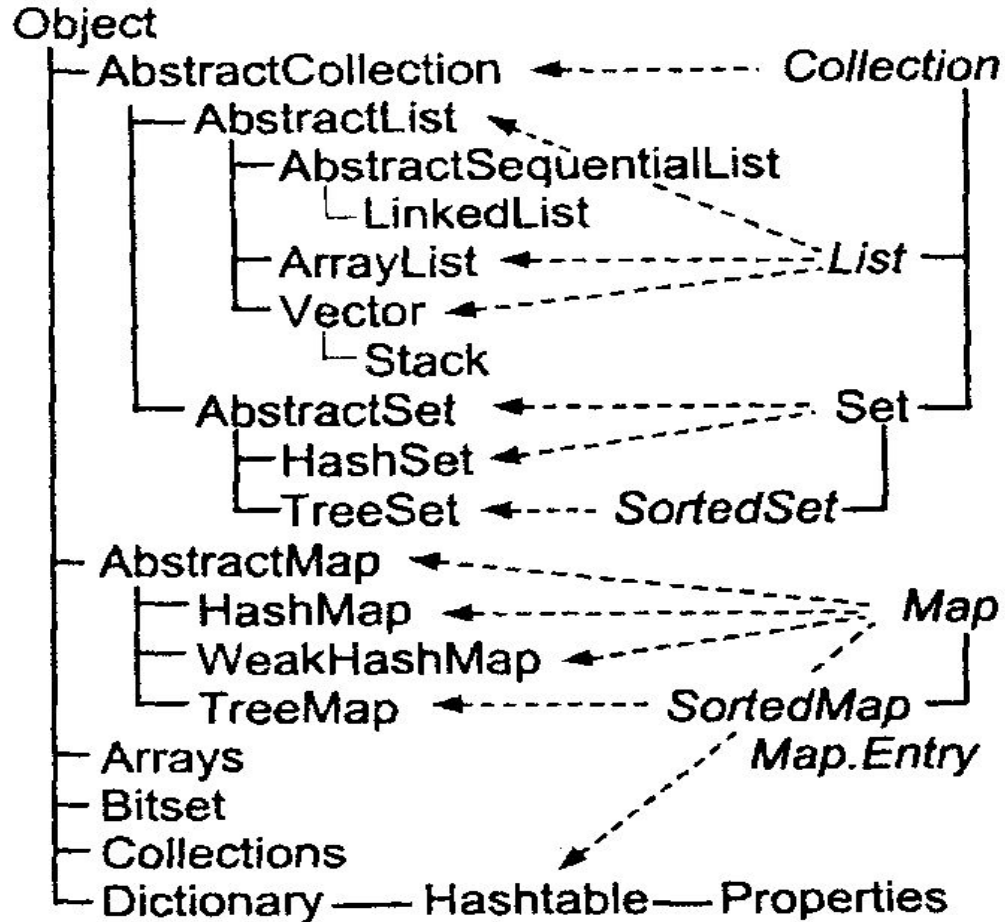 Object
AbstractCollection Collection
AbstractList
AbstractSequentialList
LinkedList
ArrayList List
Vector
Stack
AbstractSet Set
HashSet
TreeSet SortedSet
AbstractMap
HashMap Map
WeakHashMap
TreeMap SortedMap
Arrays Map.Entry
Bitset
Collections
Dictionary Hashtable Properties